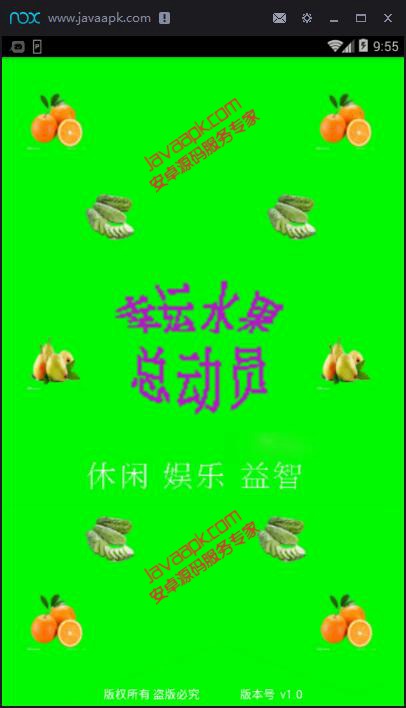 nox www.javaapk.com
9:55
Javaapk.com
安卓源码服务专家
幸运水果
总动员
休闲 娱乐 益智
Javaapk.com
安卓源码服务专家
版权所有 盗版必究 版本号 v1.0